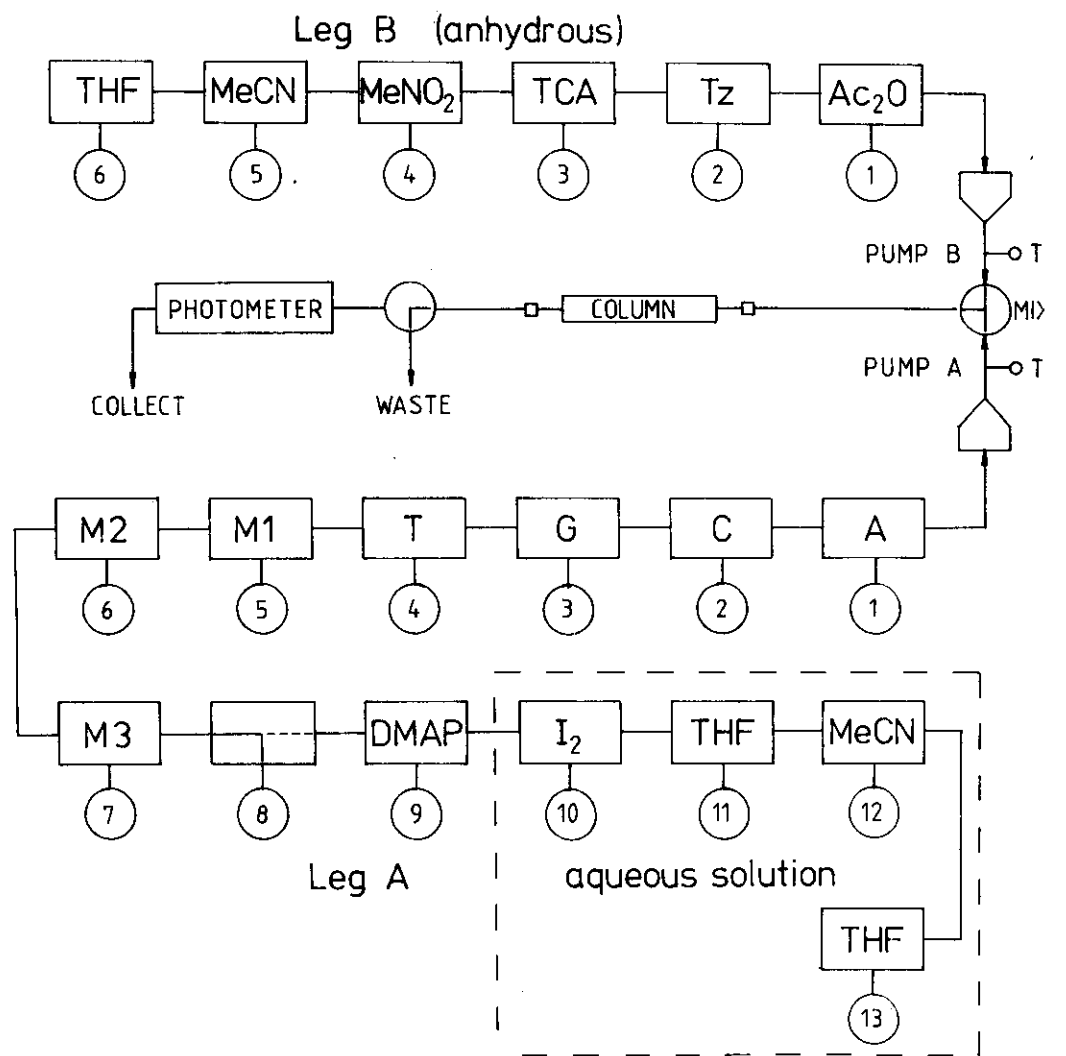 Leg B (anhydrous)
THF MeCN MeNO₂ TCA Tz Ac₂O
6 5 4 3 2 1
PUMP B T
PHOTOMETER COLUMN
PUMP A T
COLLECT WASTE
M2 M1 T G C A
6 5 4 3 2 1
M3 DMAP I₂ THF MeCN
7 8 9 10 11 12
Leg A aqueous solution
THF
13